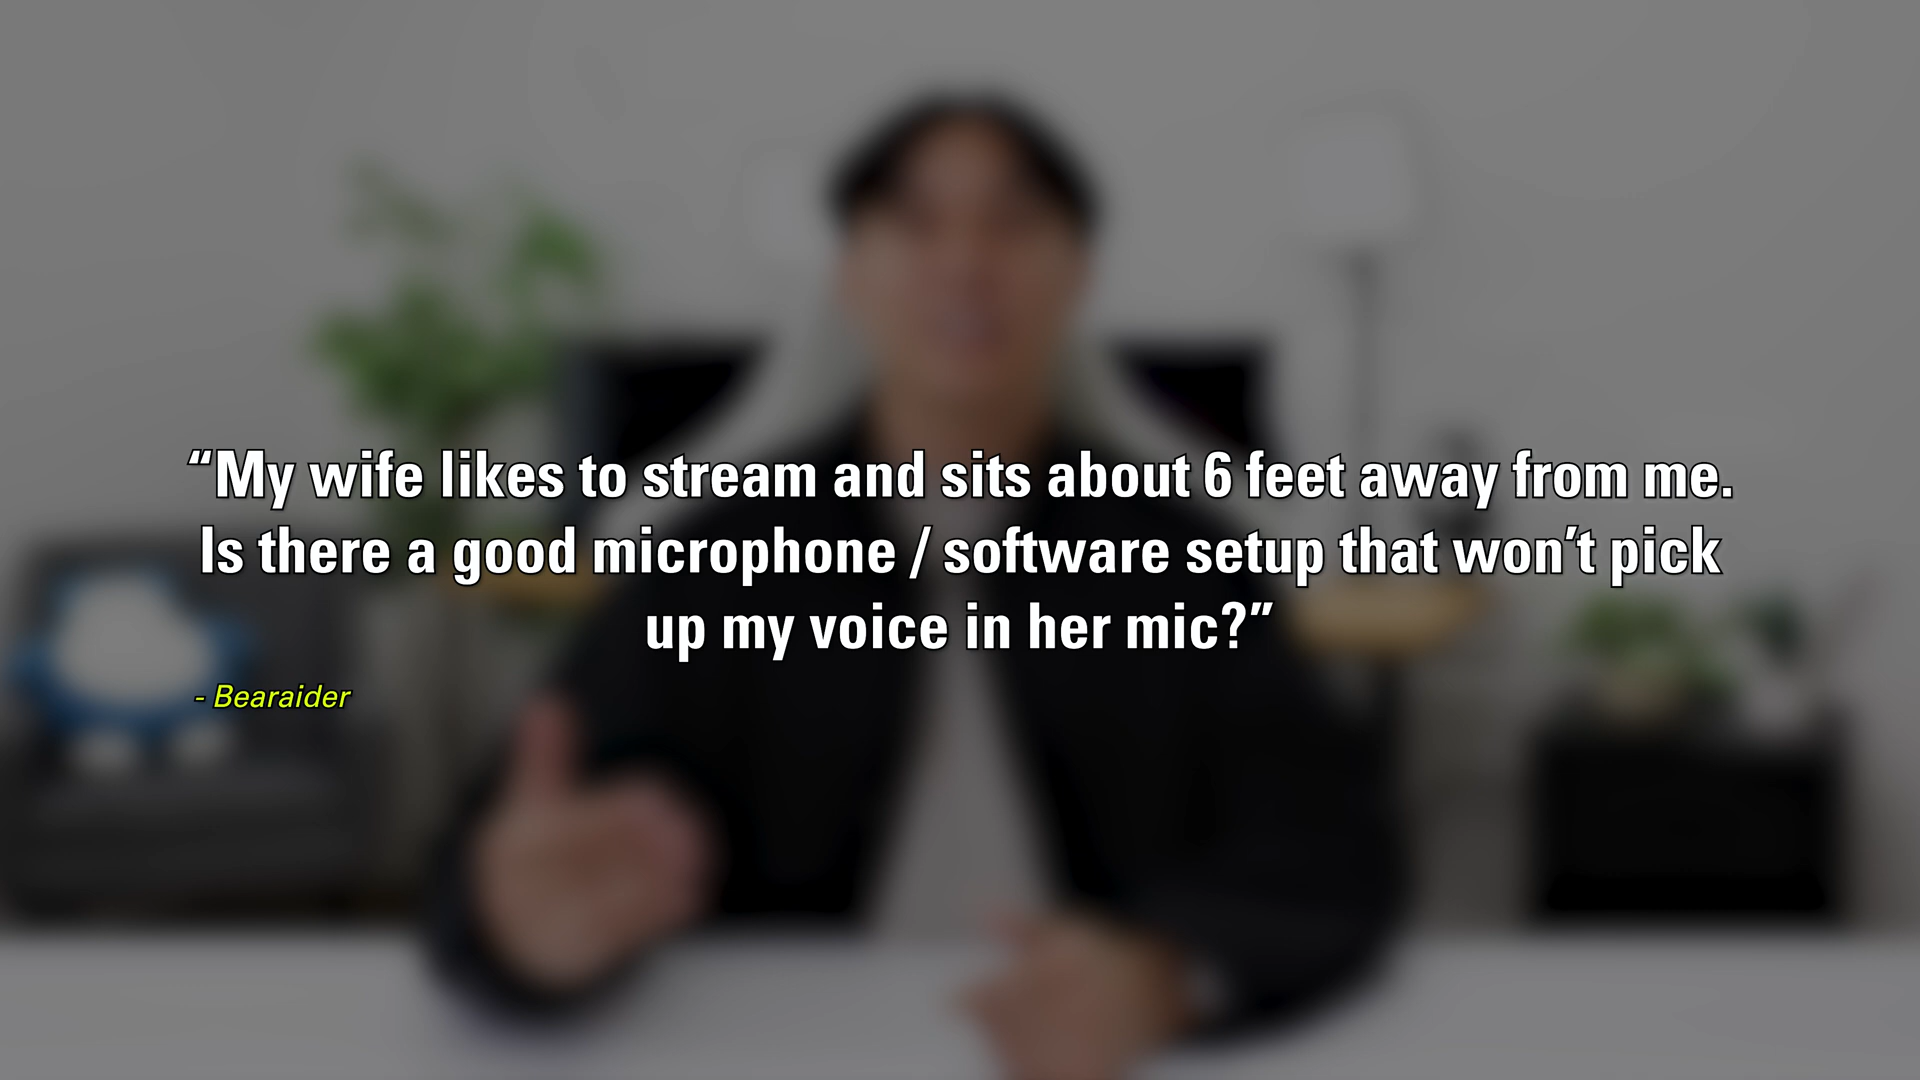 “My wife likes to stream and sits about 6 feet away from me.
Is there a good microphone / software setup that won’t pick
up my voice in her mic?”
- Bearaider